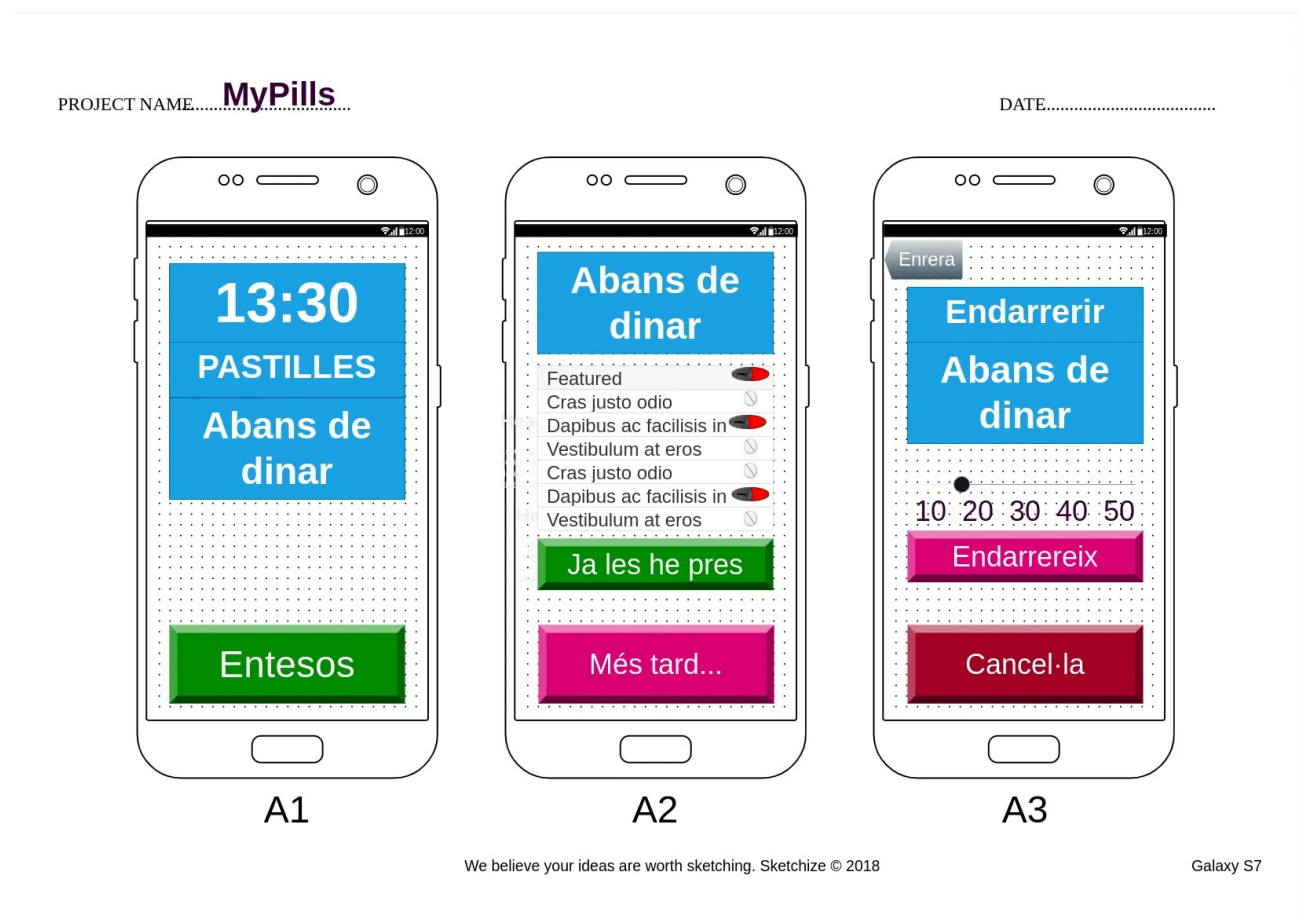 PROJECT NAME.................................... MyPills
DATE.....................................
12:00
13:30
PASTILLES
Abans de
dinar
Entesos
A1
12:00
Abans de
dinar
Featured
Cras justo odio
Dapibus ac facilisis in
Vestibulum at eros
Cras justo odio
Dapibus ac facilisis in
Vestibulum at eros
Ja les he pres
Més tard...
A2
12:00
Enrera
Endarrerir
Abans de
dinar
10 20 30 40 50
Endarrereix
Cancel·la
A3
We believe your ideas are worth sketching. Sketchize © 2018
Galaxy S7